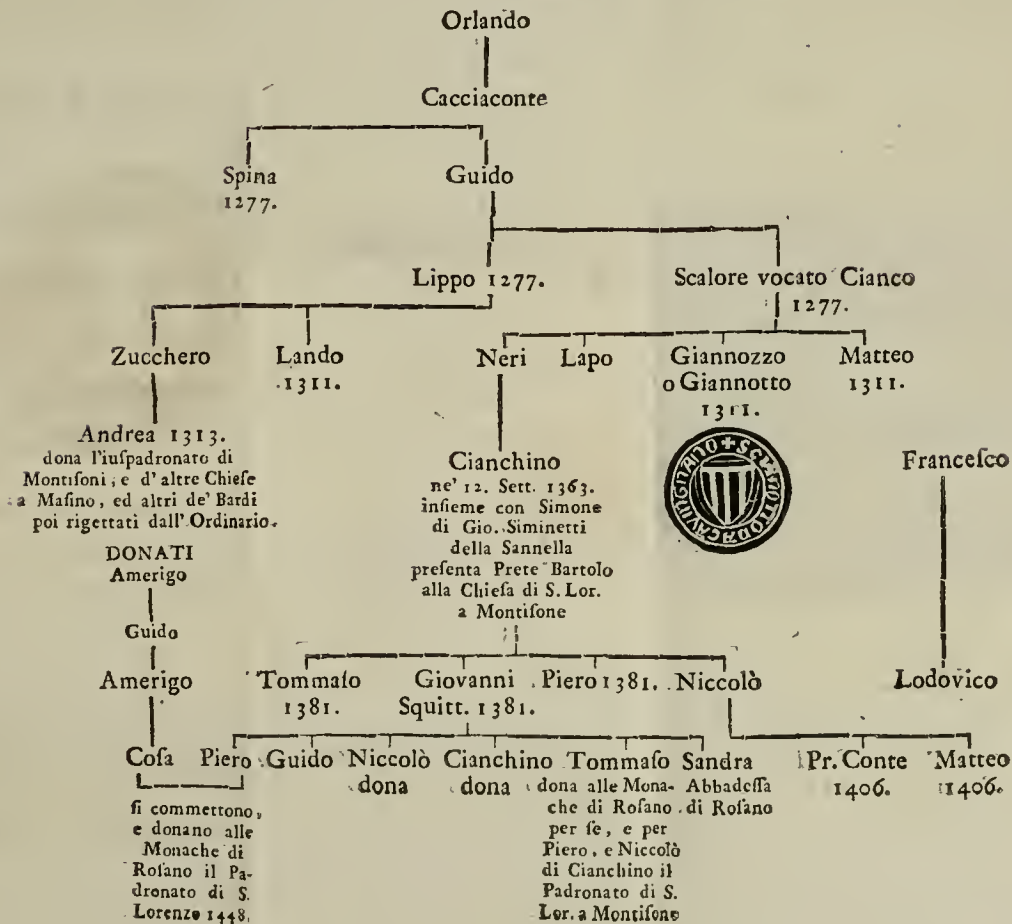 Orlando
Cacciaconte
Spina
1277.
Guido
Lippo 1277.
Scalore vocato Cianco
1277.
Zucchero
Lando
1311.
Neri
Lapo
Giannozzo
o Giannotto
1311.
Matteo
1311.
Andrea 1313.
dona l'iuſpadronato di
Montiſoni, e d'altre Chieſe
a Maſino, ed altri de' Bardi
poi rigettati dall'Ordinario.
Cianchino
ne' 12. Sett. 1363.
inſieme con Simone
di Gio. Siminetti
della Sannella
preſenta Prete Bartolo
alla Chieſa di S. Lor.
a Montiſone
Franceſco
DONATI
Amerigo
Guido
Amerigo
Tommaſo
1381.
Giovanni
Squitt. 1381.
Piero 1381.
Niccolò
Lodovico
Coſa
Piero
ſi commettono,
e donano alle
Monache di
Roſano il Pa-
dronato di S.
Lorenzo 1448.
Guido
Niccolò
dona
Cianchino
dona
Tommaſo
dona alle Mona-
che di Roſano
per ſe, e per
Piero, e Niccolò
di Cianchino il
Padronato di S.
Lor. a Montiſone
Sandra
Abbadeſſa
di Roſano
Pr. Conte
1406.
Matteo
1406.